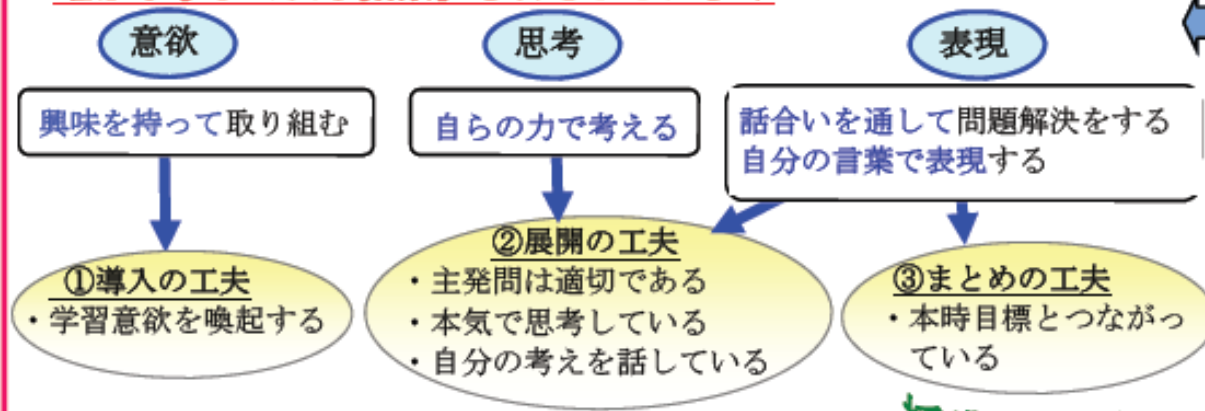 意欲
思考
表現
興味を持って取り組む
自らの力で考える
話合いを通して問題解決をする
自分の言葉で表現する
①導入の工夫
・学習意欲を喚起する
②展開の工夫
・主発問は適切である
・本気で思考している
・自分の考えを話している
③まとめの工夫
・本時目標とつながっ
ている